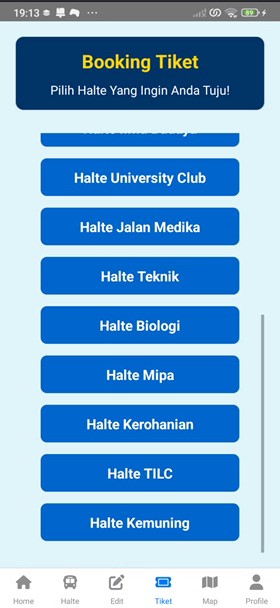 19:13
89
Booking Tiket
Pilih Halte Yang Ingin Anda Tuju!
Halte University Club
Halte Jalan Medika
Halte Teknik
Halte Biologi
Halte Mipa
Halte Kerohanian
Halte TILC
Halte Kemuning
Home
Halte
Edit
Tiket
Map
Profile